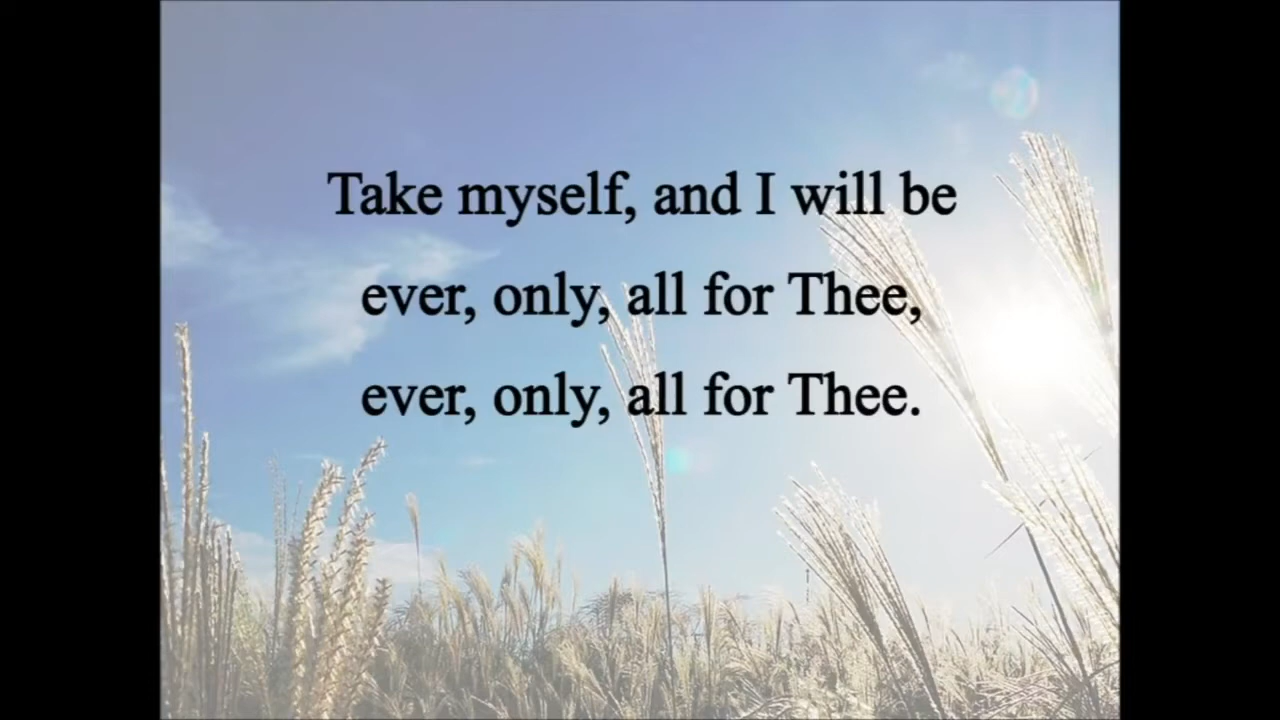 Take myself, and I will be
ever, only, all for Thee,
ever, only, all for Thee.